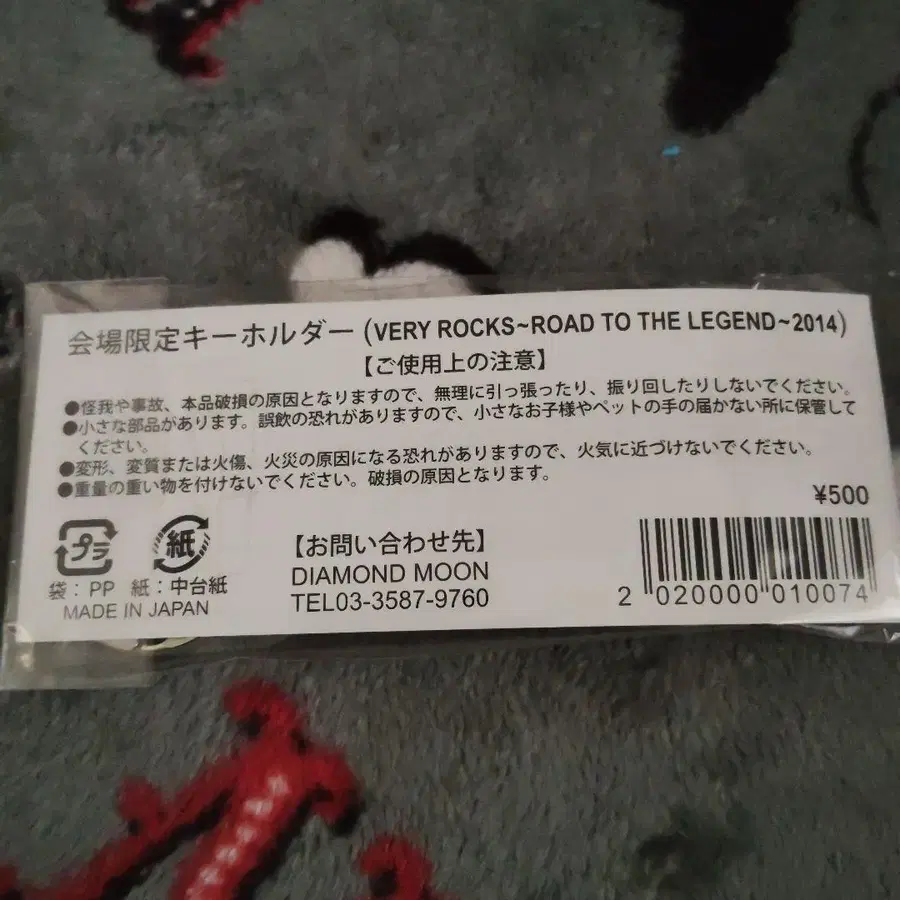 会場限定キーホルダー(VERY ROCKS~ROAD TO THE LEGEND~2014)
【ご使用上の注意】
●怪我や事故、本品破損の原因となりますので、無理に引っ張ったり、振り回したりしないでください。
●小さな部品があります。誤飲の恐れがありますので、小さなお子様やペットの手の届かない所に保管して
ください。
●変形、変質または火傷、火災の原因になる恐れがありますので、火気に近づけないでください。
●重量の重い物を付けないでください。破損の原因となります。
¥500
プラ 紙
袋：PP 紙：中台紙
MADE IN JAPAN
【お問い合わせ先】
DIAMOND MOON
TEL03-3587-9760
2 020000 010074